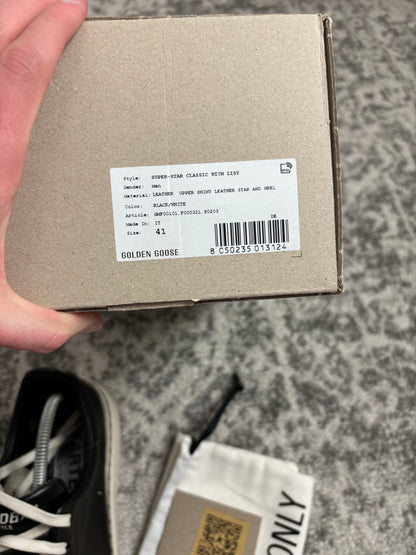 Style: SUPER-STAR CLASSIC WITH LIST
Gender: Man
Material: LEATHER UPPER SHINY LEATHER STAR AND HEEL
Color: BLACK/WHITE
Article: GMF00101.F000321.80203
Made In: IT
DE
Size: 41
GOLDEN GOOSE
8 050235 013124
ONLY